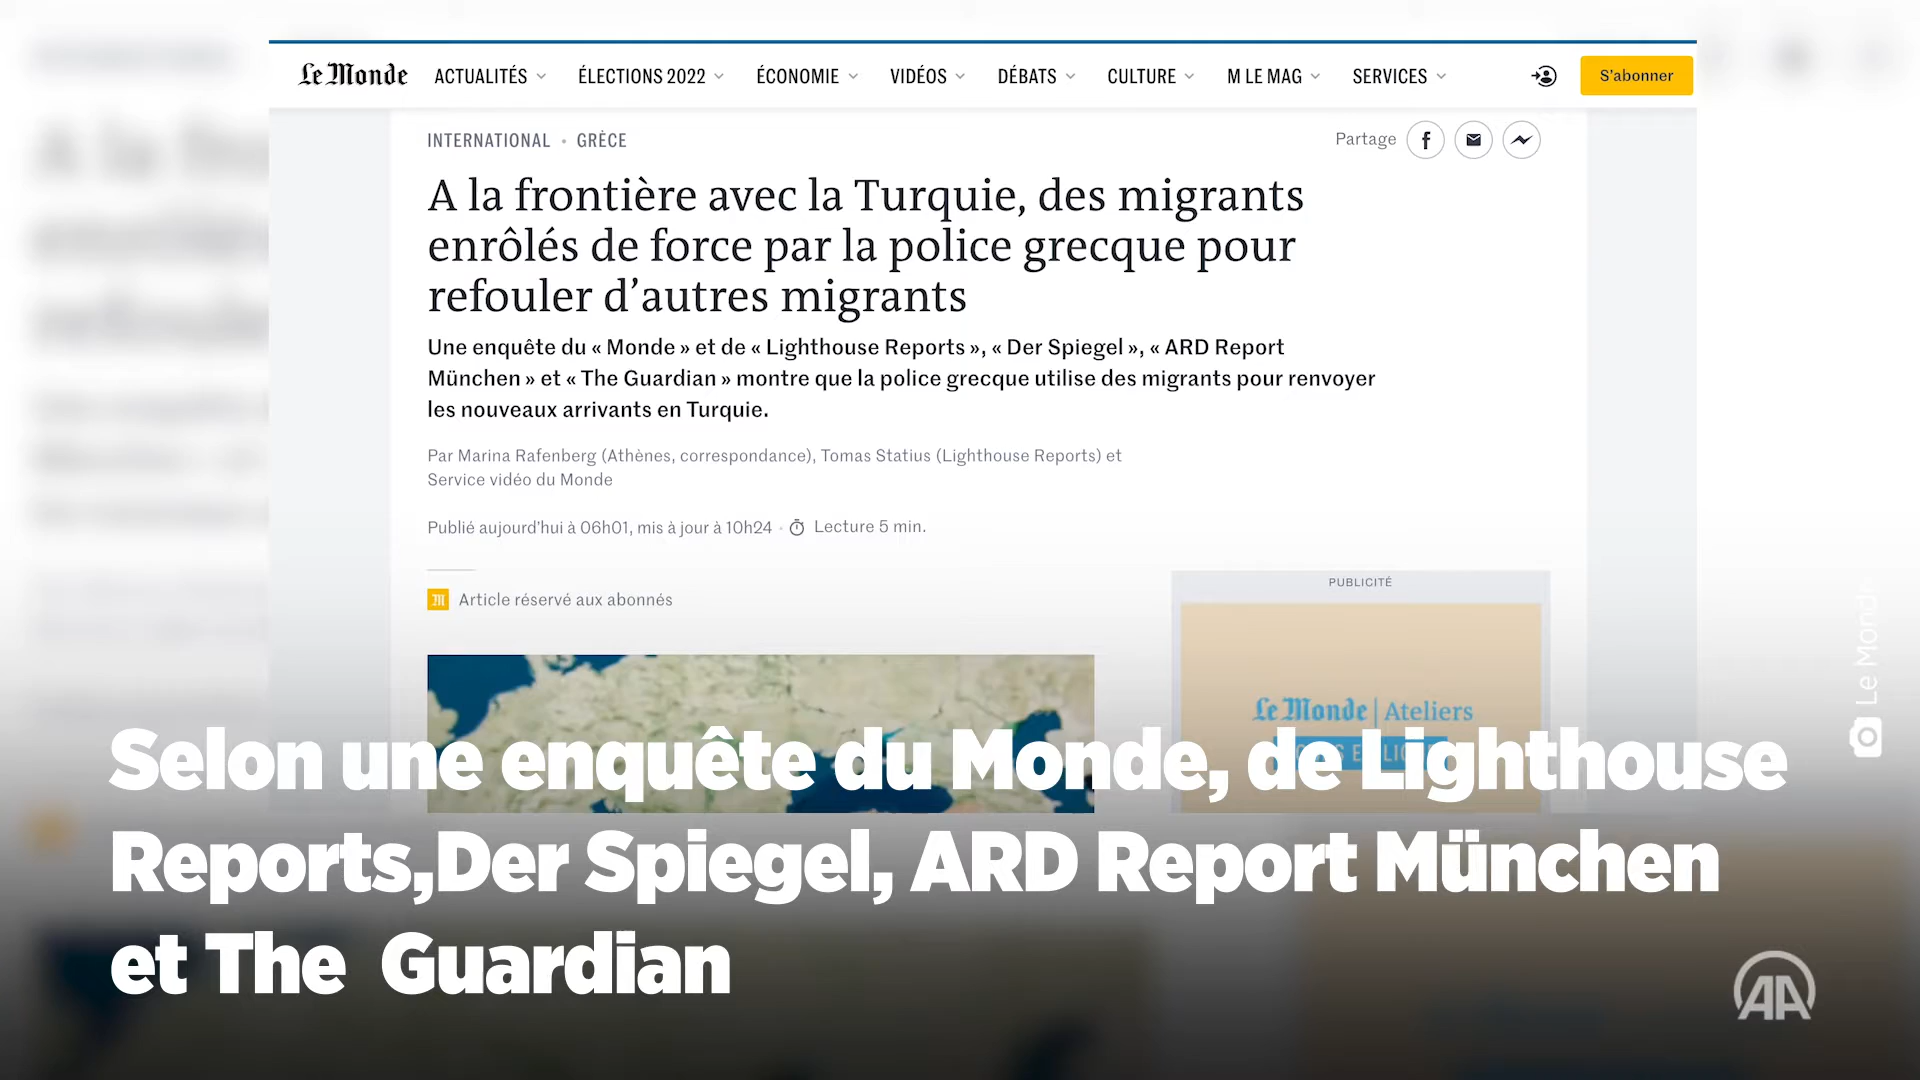 Le Monde ACTUALITÉS ÉLECTIONS 2022 ÉCONOMIE VIDÉOS DÉBATS CULTURE M LE MAG SERVICES S'abonner
INTERNATIONAL • GRÈCE
Partage
A la frontière avec la Turquie, des migrants
enrôlés de force par la police grecque pour
refouler d’autres migrants
Une enquête du « Monde » et de « Lighthouse Reports », « Der Spiegel », « ARD Report
München » et « The Guardian » montre que la police grecque utilise des migrants pour renvoyer
les nouveaux arrivants en Turquie.
Par Marina Rafenberg (Athènes, correspondance), Tomas Statius (Lighthouse Reports) et
Service vidéo du Monde
Publié aujourd’hui à 06h01, mis à jour à 10h24 • Lecture 5 min.
M Article réservé aux abonnés
PUBLICITÉ
Le Monde | Ateliers
Le Mond
Selon une enquête du Monde, de Lighthouse
Reports,Der Spiegel, ARD Report München
et The Guardian
AA